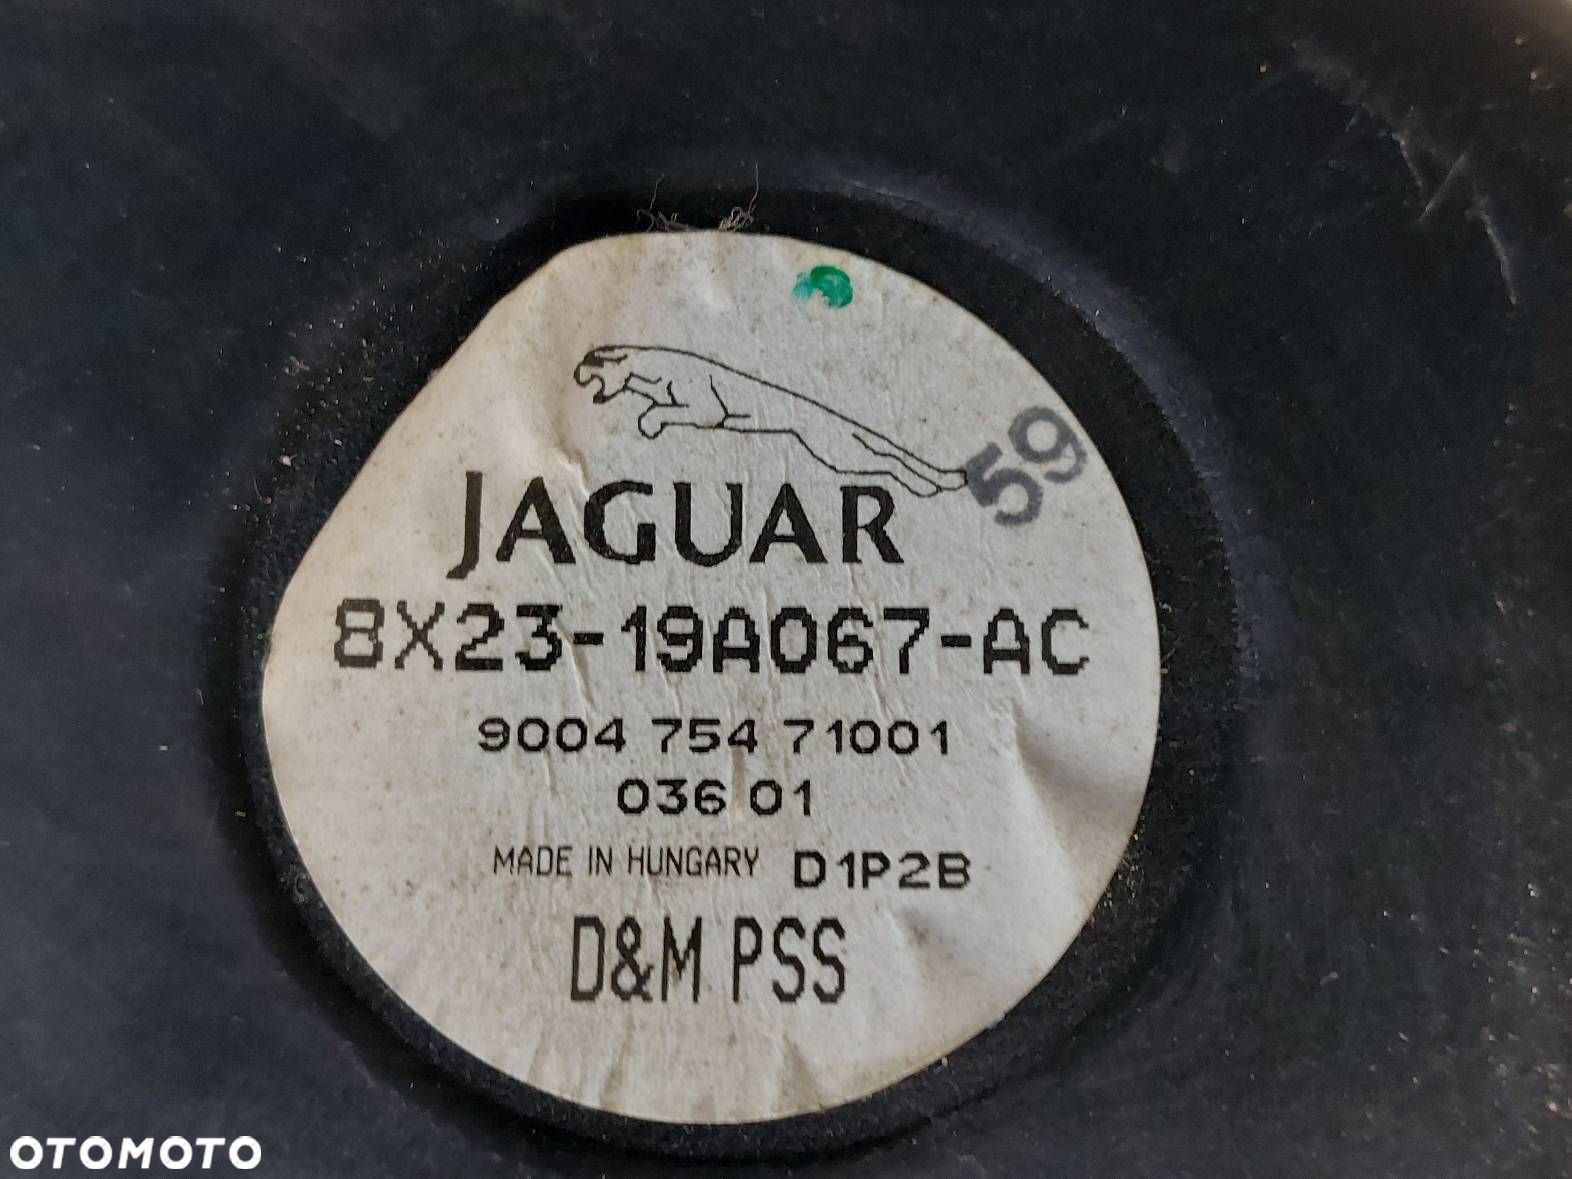 59
JAGUAR
8X23-19A067-AC
9004 754 71001
036 01
MADE IN HUNGARY D1P2B
D&M PSS
OTOMOTO